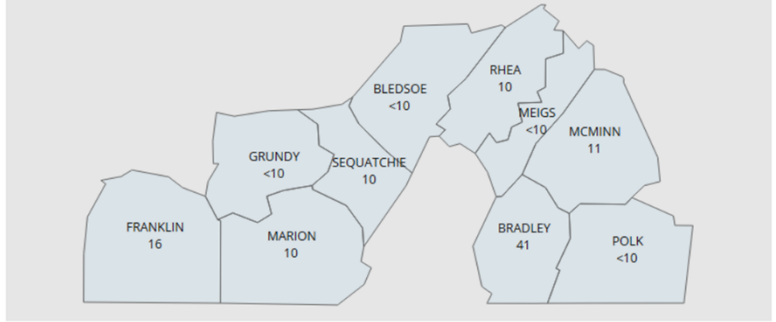 RHEA
10
BLEDSOE
<10
MEIGS
<10
MCMINN
11
GRUNDY
<10
SEQUATCHIE
10
FRANKLIN
16
MARION
10
BRADLEY
41
POLK
<10